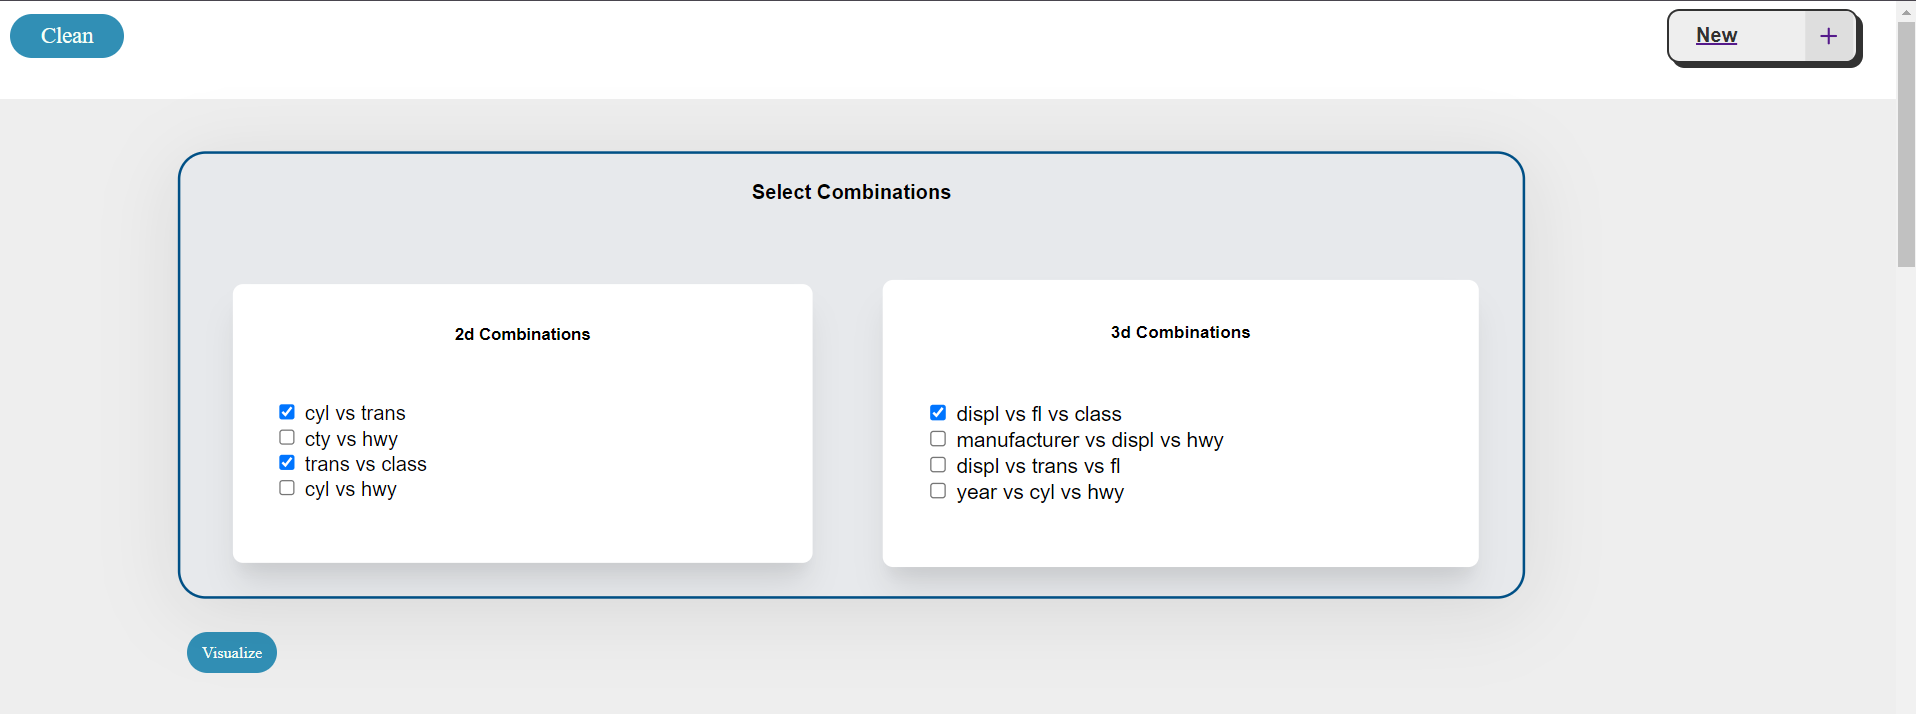 Clean
New +
Select Combinations
2d Combinations
cyl vs trans
cty vs hwy
trans vs class
cyl vs hwy
3d Combinations
displ vs fl vs class
manufacturer vs displ vs hwy
displ vs trans vs fl
year vs cyl vs hwy
Visualize